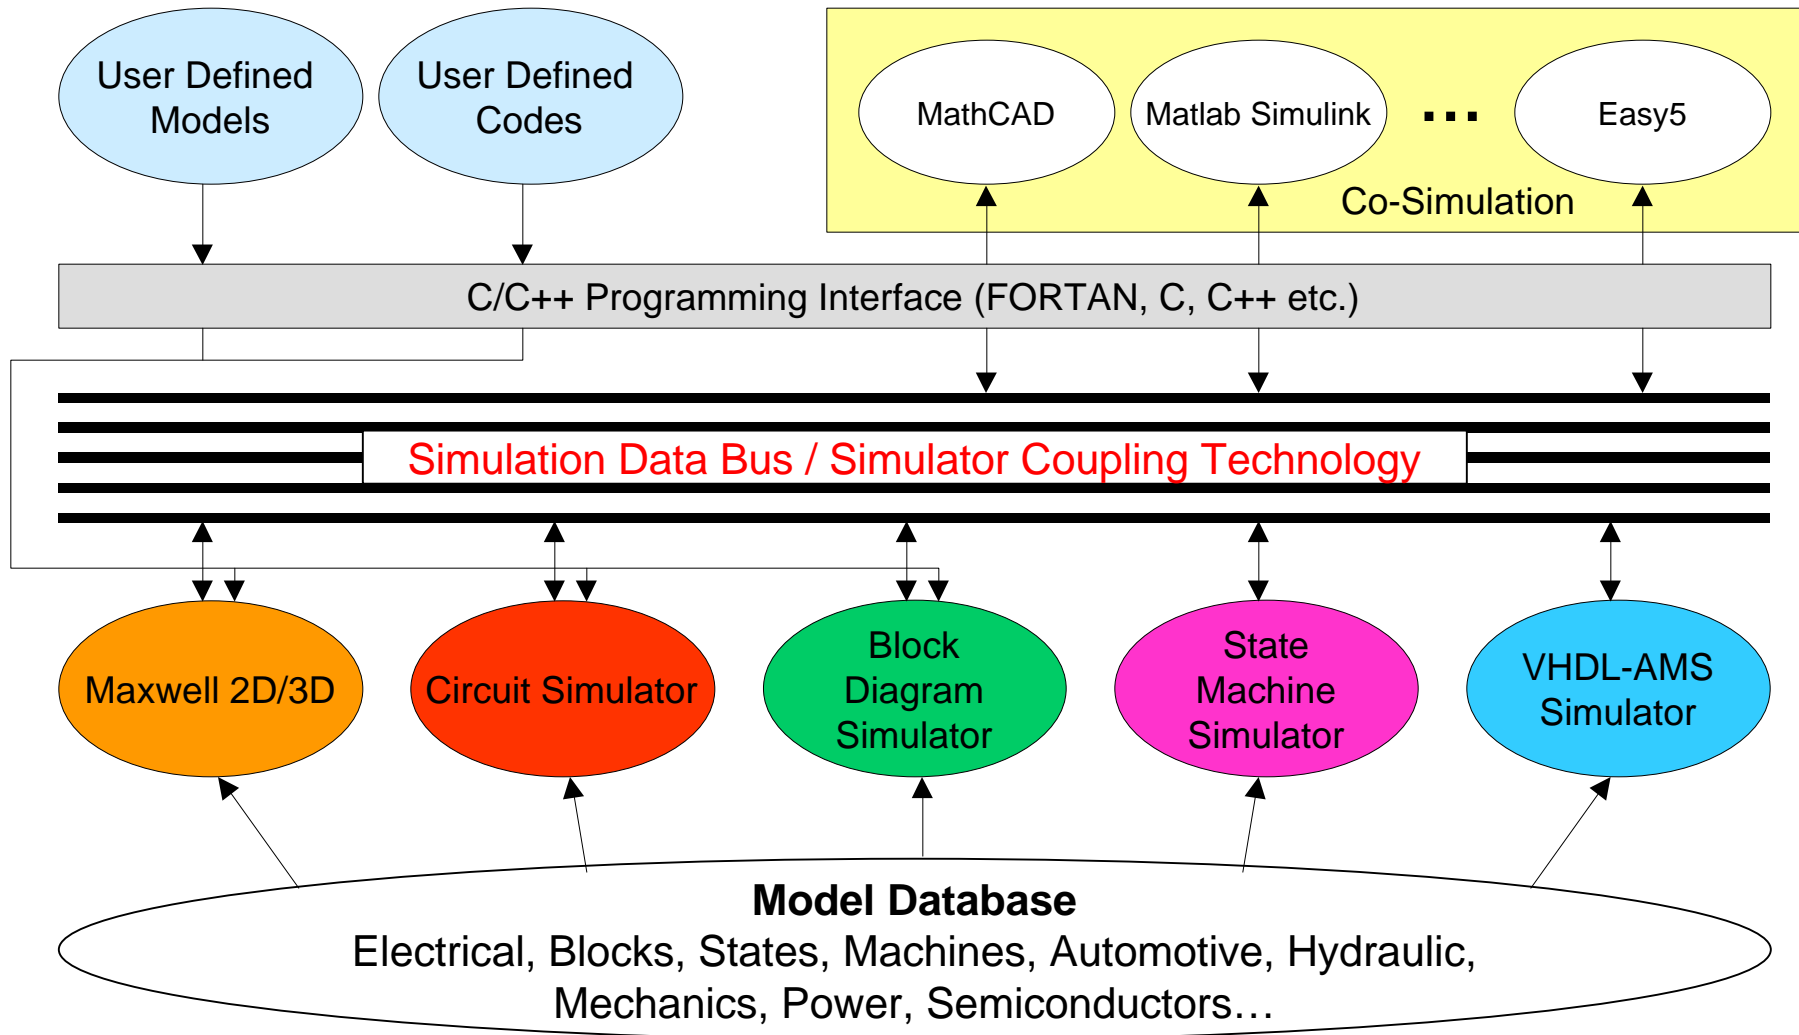 User Defined
Models
User Defined
Codes
MathCAD
Matlab Simulink
...
Easy5
Co-Simulation
C/C++ Programming Interface (FORTAN, C, C++ etc.)
Simulation Data Bus / Simulator Coupling Technology
Maxwell 2D/3D
Circuit Simulator
Block
Diagram
Simulator
State
Machine
Simulator
VHDL-AMS
Simulator
Model Database
Electrical, Blocks, States, Machines, Automotive, Hydraulic,
Mechanics, Power, Semiconductors…